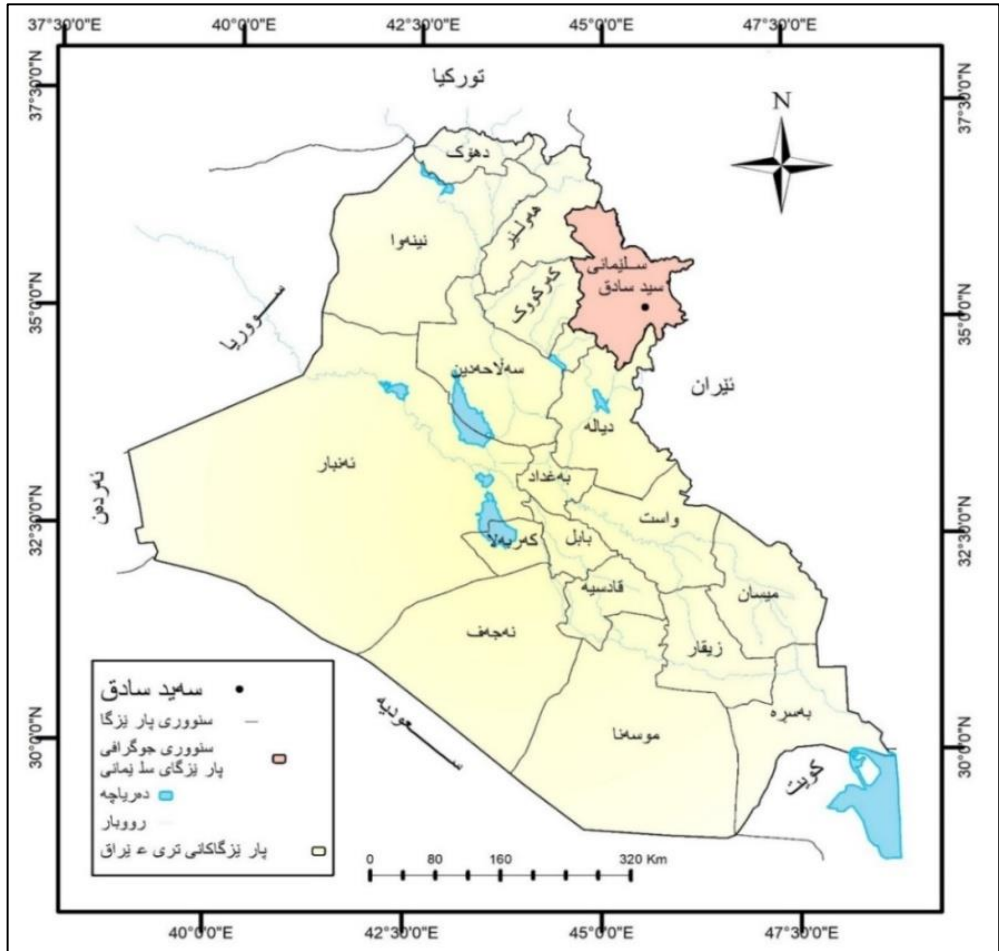 37°30'0"E
40°0'0"E
42°30'0"E
45°0'0"E
47°30'0"E
37°30'0"N
35°0'0"N
32°30'0"N
30°0'0"N
37°30'0"N
35°0'0"N
32°30'0"N
30°0'0"N
تورکیا
N
دهۆک
نینەوا
هەولێر
سلێمانی
سید سادق
کەرکووک
سووریا
ئێران
سەڵاحەدین
دیالە
ئەنبار
بەغداد
ئەردەن
واست
کەربەلا
بابل
قادسیە
میسان
نەجەف
زیقار
بەسڕە
موسەنا
سعودیە
کویت
سەید سادق
سنووری پارێزگا
سنووری جوگرافی
پارێزگای سلێمانی
دەریاچە
رووبار
پارێزگاکانی تری عێراق
0 80 160 320 Km
40°0'0"E
42°30'0"E
45°0'0"E
47°30'0"E